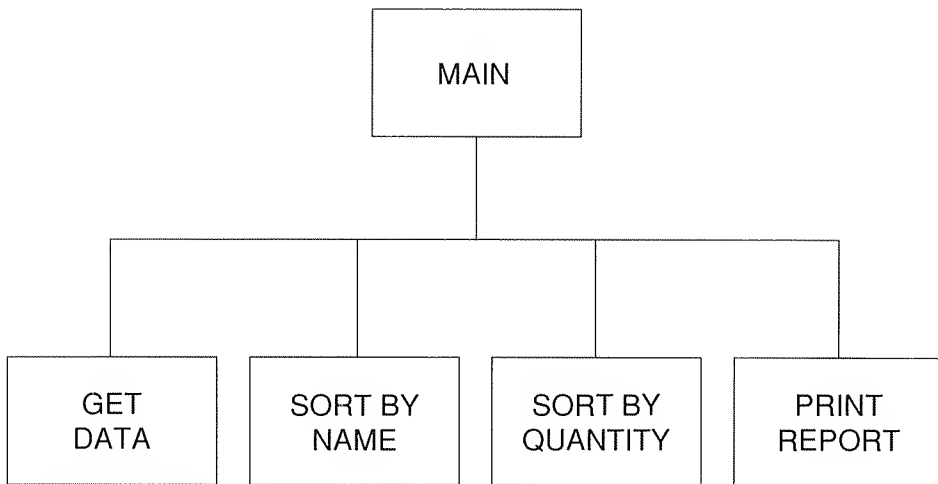 MAIN
GET
DATA
SORT BY
NAME
SORT BY
QUANTITY
PRINT
REPORT